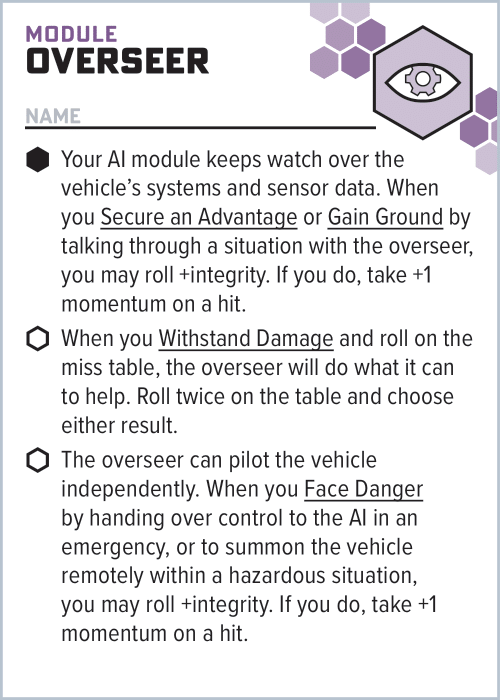 MODULE
OVERSEER
NAME
Your AI module keeps watch over the
vehicle’s systems and sensor data. When
you Secure an Advantage or Gain Ground by
talking through a situation with the overseer,
you may roll +integrity. If you do, take +1
momentum on a hit.
When you Withstand Damage and roll on the
miss table, the overseer will do what it can
to help. Roll twice on the table and choose
either result.
The overseer can pilot the vehicle
independently. When you Face Danger
by handing over control to the AI in an
emergency, or to summon the vehicle
remotely within a hazardous situation,
you may roll +integrity. If you do, take +1
momentum on a hit.